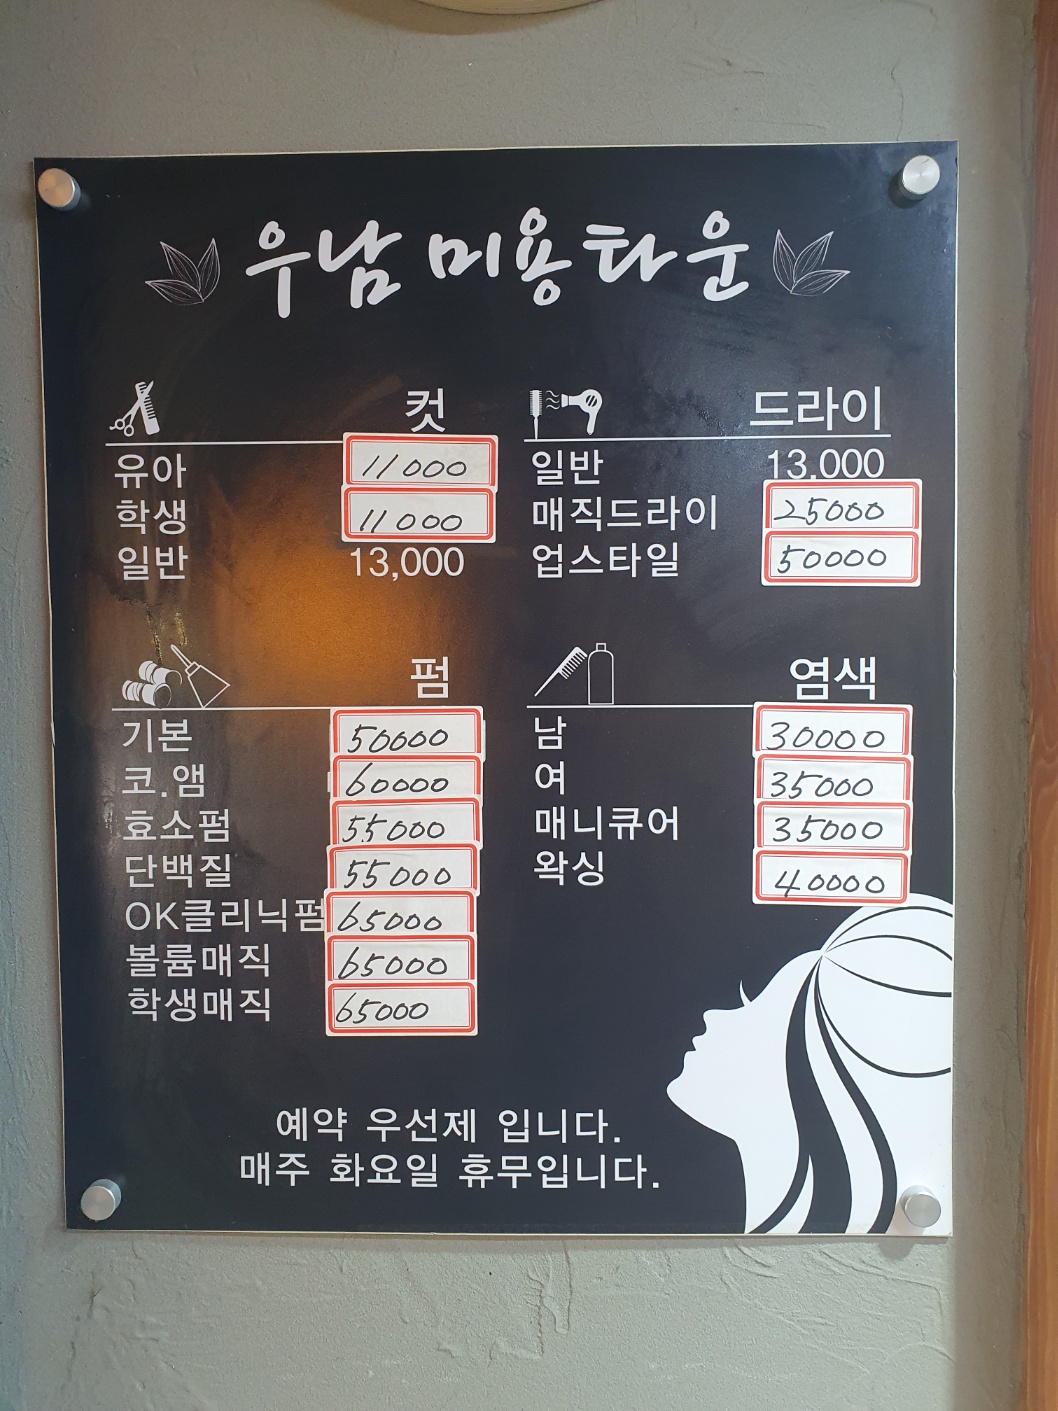 우남 미용타운
컷
유아 11000
학생 11000
일반 13,000
드라이
일반 13,000
매직드라이 25000
업스타일 50000
펌
기본 50000
코.앰 60000
효소펌 55000
단백질 55000
OK클리닉펌 65000
볼륨매직 65000
학생매직 65000
염색
남 30000
여 35000
매니큐어 35000
왁싱 40000
예약 우선제 입니다.
매주 화요일 휴무입니다.